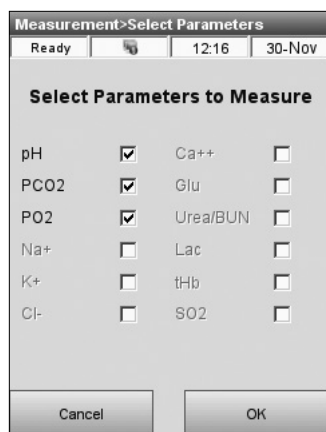 Measurement>Select Parameters
Ready 12:16 30-Nov
Select Parameters to Measure
pH Ca++
PCO2 Glu
PO2 Urea/BUN
Na+ Lac
K+ tHb
Cl- SO2
Cancel OK